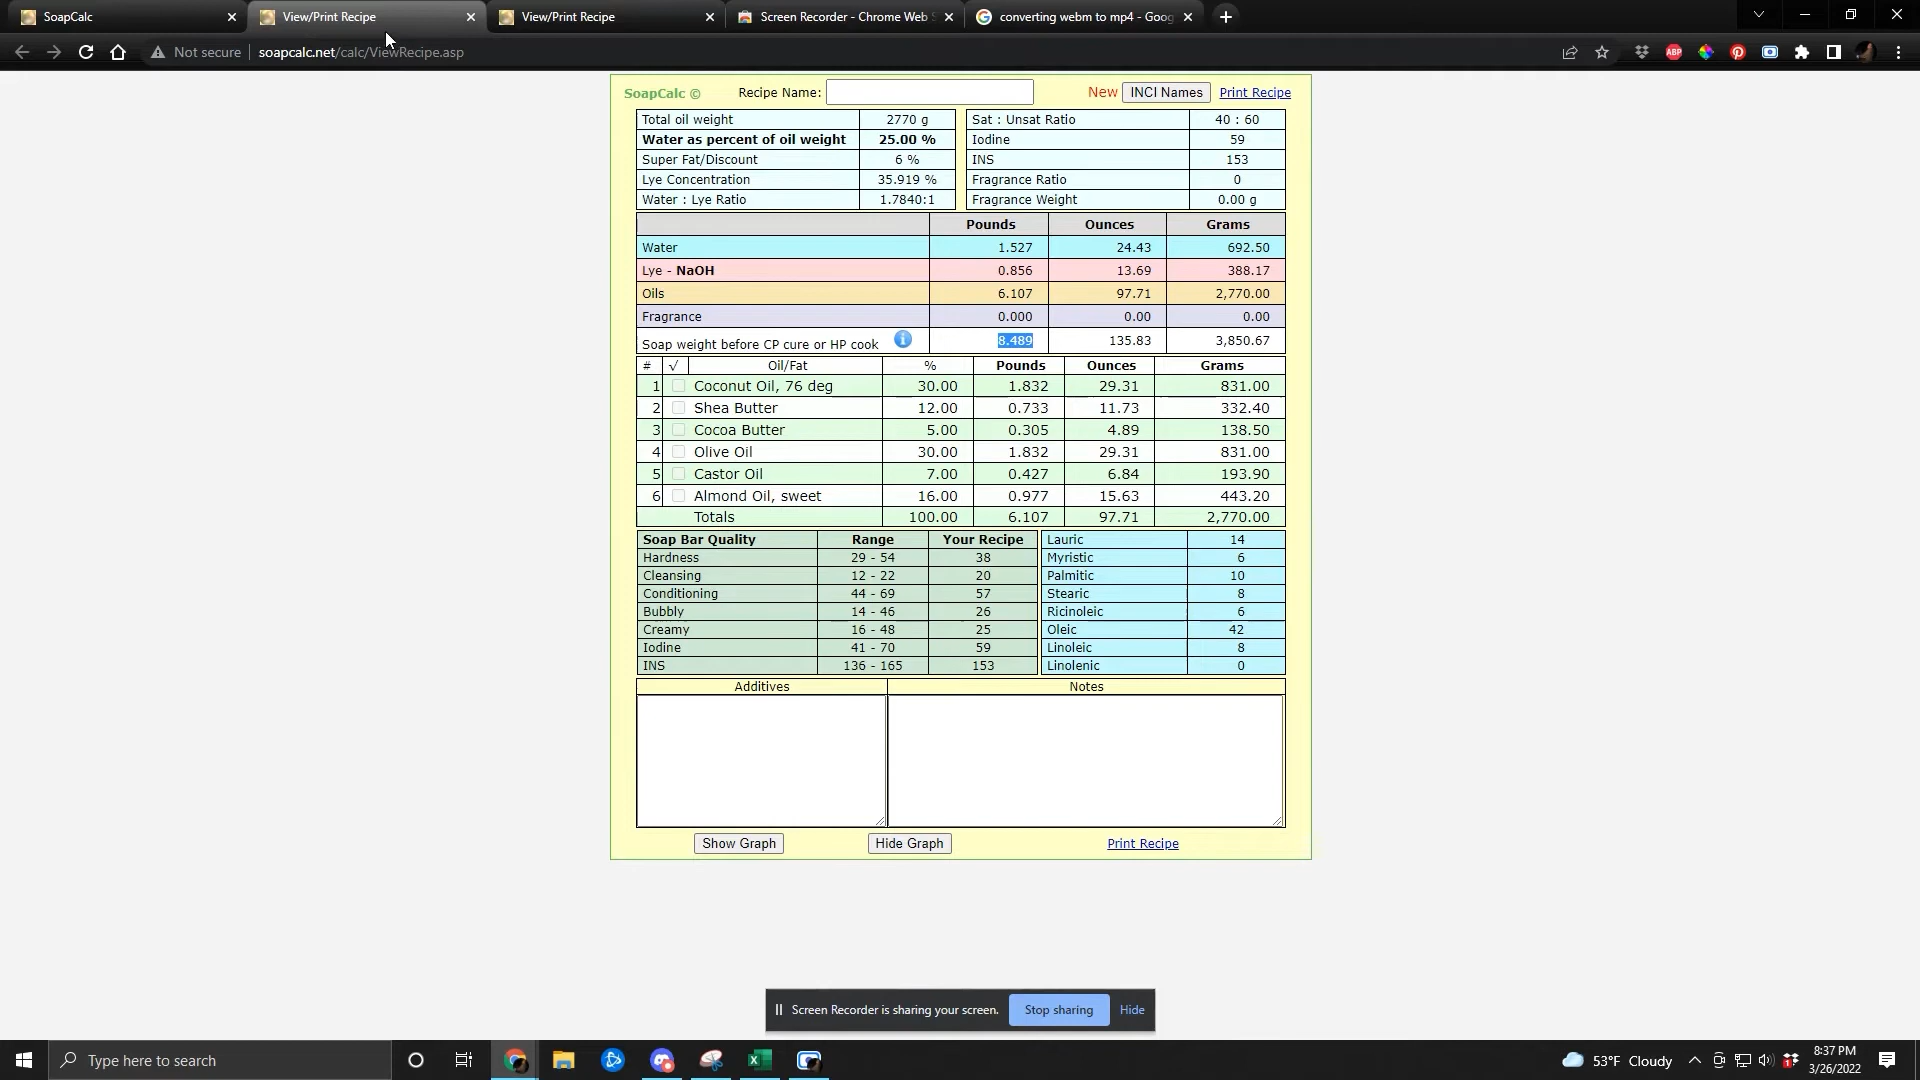 SoapCalc
View/Print Recipe
View/Print Recipe
Screen Recorder - Chrome Web S
converting webm to mp4 - Goog
Not secure
soapcalc.net/calc/ViewRecipe.asp
ABP
SoapCalc © Recipe Name: New INCI Names Print Recipe
Total oil weight 2770 g Sat : Unsat Ratio 40 : 60
Water as percent of oil weight 25.00 % Iodine 59
Super Fat/Discount 6 % INS 153
Lye Concentration 35.919 % Fragrance Ratio 0
Water : Lye Ratio 1.7840:1 Fragrance Weight 0.00 g
Pounds Ounces Grams
Water 1.527 24.43 692.50
Lye - NaOH 0.856 13.69 388.17
Oils 6.107 97.71 2,770.00
Fragrance 0.000 0.00 0.00
Soap weight before CP cure or HP cook i 8.489 135.83 3,850.67
# √ Oil/Fat % Pounds Ounces Grams
1 Coconut Oil, 76 deg 30.00 1.832 29.31 831.00
2 Shea Butter 12.00 0.733 11.73 332.40
3 Cocoa Butter 5.00 0.305 4.89 138.50
4 Olive Oil 30.00 1.832 29.31 831.00
5 Castor Oil 7.00 0.427 6.84 193.90
6 Almond Oil, sweet 16.00 0.977 15.63 443.20
Totals 100.00 6.107 97.71 2,770.00
Soap Bar Quality Range Your Recipe Lauric 14
Hardness 29 - 54 38 Myristic 6
Cleansing 12 - 22 20 Palmitic 10
Conditioning 44 - 69 57 Stearic 8
Bubbly 14 - 46 26 Ricinoleic 6
Creamy 16 - 48 25 Oleic 42
Iodine 41 - 70 59 Linoleic 8
INS 136 - 165 153 Linolenic 0
Additives Notes
Show Graph Hide Graph Print Recipe
Screen Recorder is sharing your screen. Stop sharing Hide
Type here to search
53°F Cloudy
8:37 PM
3/26/2022